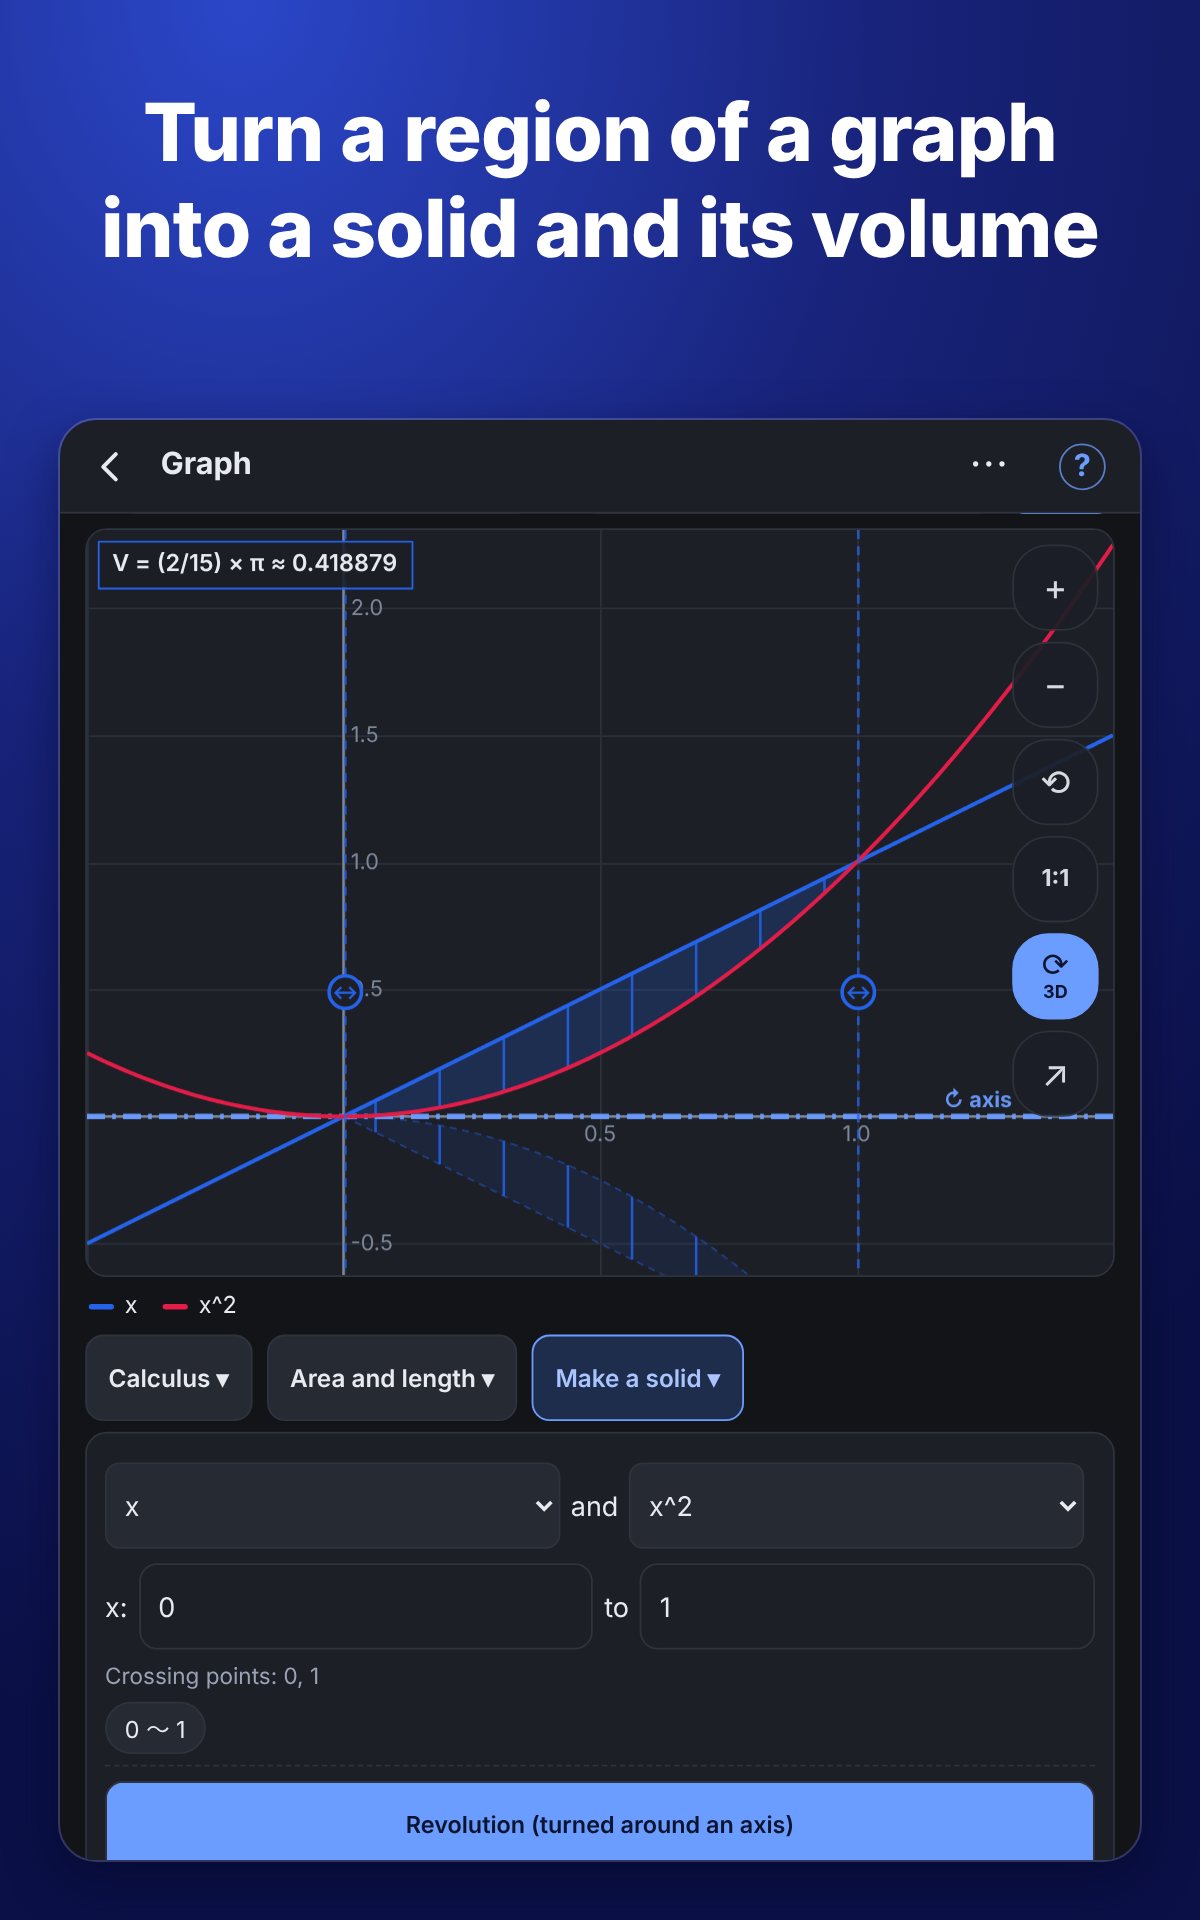 Turn a region of a graph
into a solid and its volume
Graph
...
?
V = (2/15) × π ≈ 0.418879
+
2.0
−
1.5
⟲
1.0
1:1
.5
⟳
3D
↻ axis
0.5
1.0
-0.5
x
x^2
Calculus ▾
Area and length ▾
Make a solid ▾
x and x^2
x: 0 to 1
Crossing points: 0, 1
0 〜 1
Revolution (turned around an axis)